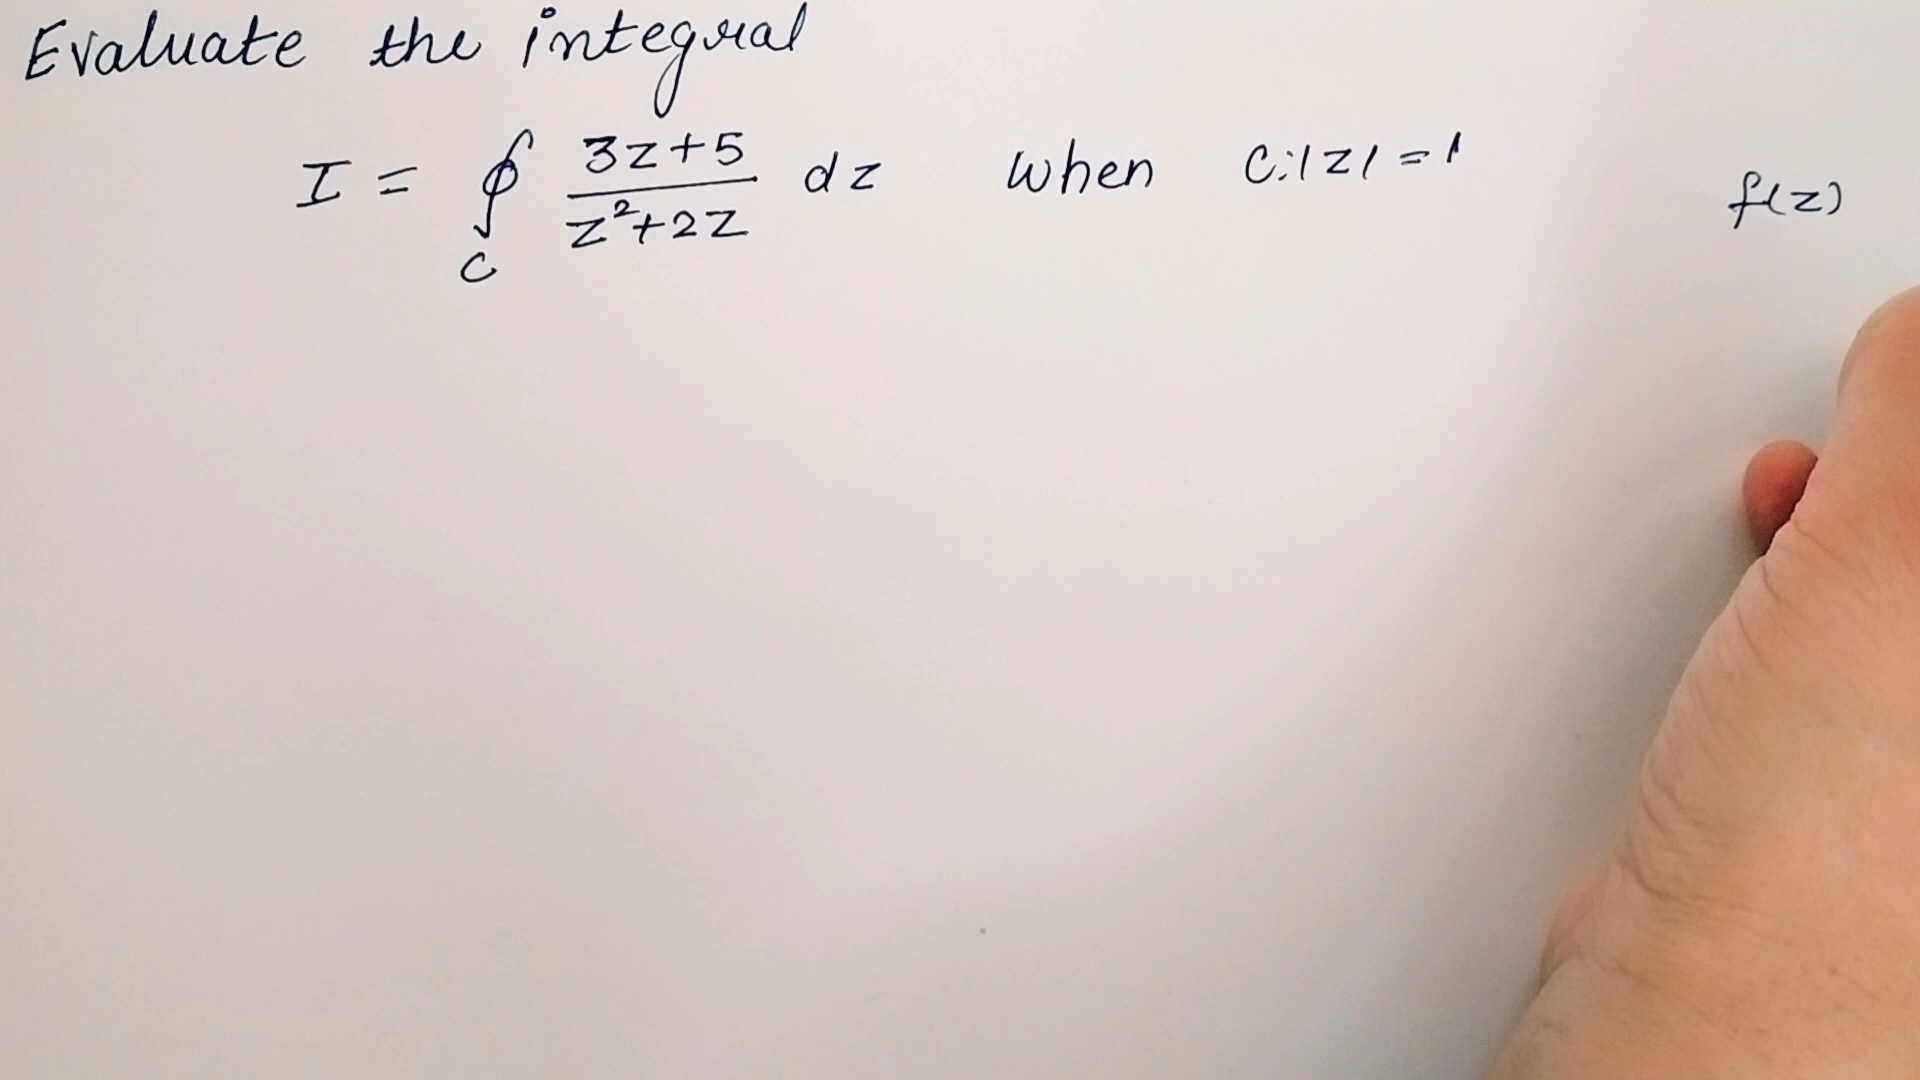 Evaluate the integral
I = ∮_C (3z+5)/(z²+2z) dz when C:|z|=1
f(z)